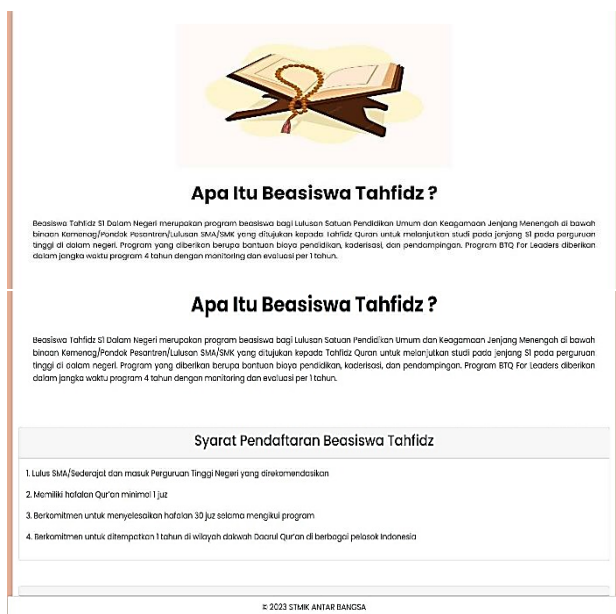 Apa Itu Beasiswa Tahfidz ?
Beasiswa Tahfidz S1 Dalam Negeri merupakan program beasiswa bagi Lulusan Satuan Pendidikan Umum dan Keagamaan Jenjang Menengah di bawah
binaan Kemenag/Pondok Pesantren/Lulusan SMA/SMK yang ditujukan kepada Tahfidz Quran untuk melanjutkan studi pada jenjang S1 pada perguruan
tinggi di dalam negeri. Program yang diberikan berupa bantuan biaya pendidikan, kaderisasi, dan pendampingan. Program BTQ For Leaders diberikan
dalam jangka waktu program 4 tahun dengan monitoring dan evaluasi per 1 tahun.
Apa Itu Beasiswa Tahfidz ?
Beasiswa Tahfidz S1 Dalam Negeri merupakan program beasiswa bagi Lulusan Satuan Pendidikan Umum dan Keagamaan Jenjang Menengah di bawah
binaan Kemenag/Pondok Pesantren/Lulusan SMA/SMK yang ditujukan kepada Tahfidz Quran untuk melanjutkan studi pada jenjang S1 pada perguruan
tinggi di dalam negeri. Program yang diberikan berupa bantuan biaya pendidikan, kaderisasi, dan pendampingan. Program BTQ For Leaders diberikan
dalam jangka waktu program 4 tahun dengan monitoring dan evaluasi per 1 tahun.
Syarat Pendaftaran Beasiswa Tahfidz
1. Lulus SMA/Sederajat dan masuk Perguruan Tinggi Negeri yang direkomendasikan
2. Memiliki hafalan Qur'an minimal 1 juz
3. Berkomitmen untuk menyelesaikan hafalan 30 juz selama mengikui program
4. Berkomitmen untuk ditempatkan 1 tahun di wilayah dakwah Daarul Qur'an di berbagai pelosok Indonesia
© 2023 STMIK ANTAR BANGSA